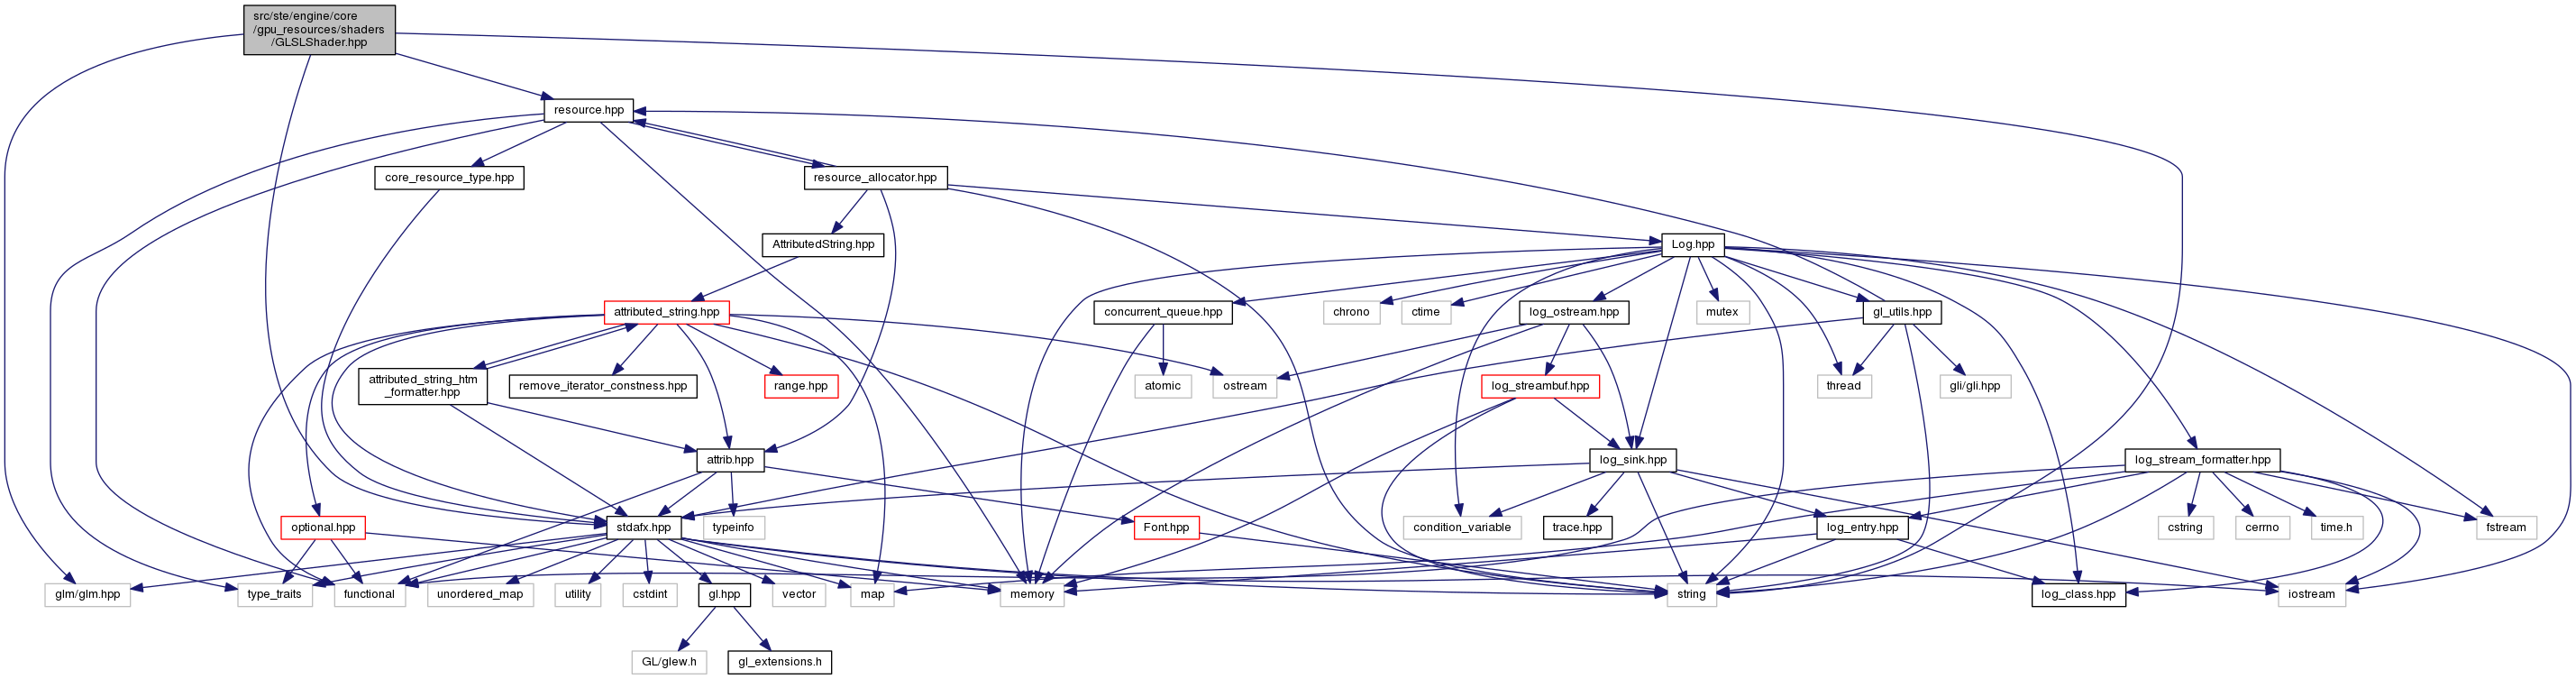 src/ste/engine/core
/gpu_resources/shaders
/GLSLShader.hpp
resource.hpp
core_resource_type.hpp
resource_allocator.hpp
AttributedString.hpp
Log.hpp
attributed_string.hpp
concurrent_queue.hpp
chrono
ctime
log_ostream.hpp
mutex
gl_utils.hpp
attributed_string_htm
_formatter.hpp
remove_iterator_constness.hpp
range.hpp
atomic
ostream
log_streambuf.hpp
thread
gli/gli.hpp
attrib.hpp
log_sink.hpp
log_stream_formatter.hpp
optional.hpp
stdafx.hpp
typeinfo
Font.hpp
condition_variable
trace.hpp
log_entry.hpp
cstring
cerrno
time.h
fstream
glm/glm.hpp
type_traits
functional
unordered_map
utility
cstdint
gl.hpp
vector
map
memory
string
log_class.hpp
iostream
GL/glew.h
gl_extensions.h